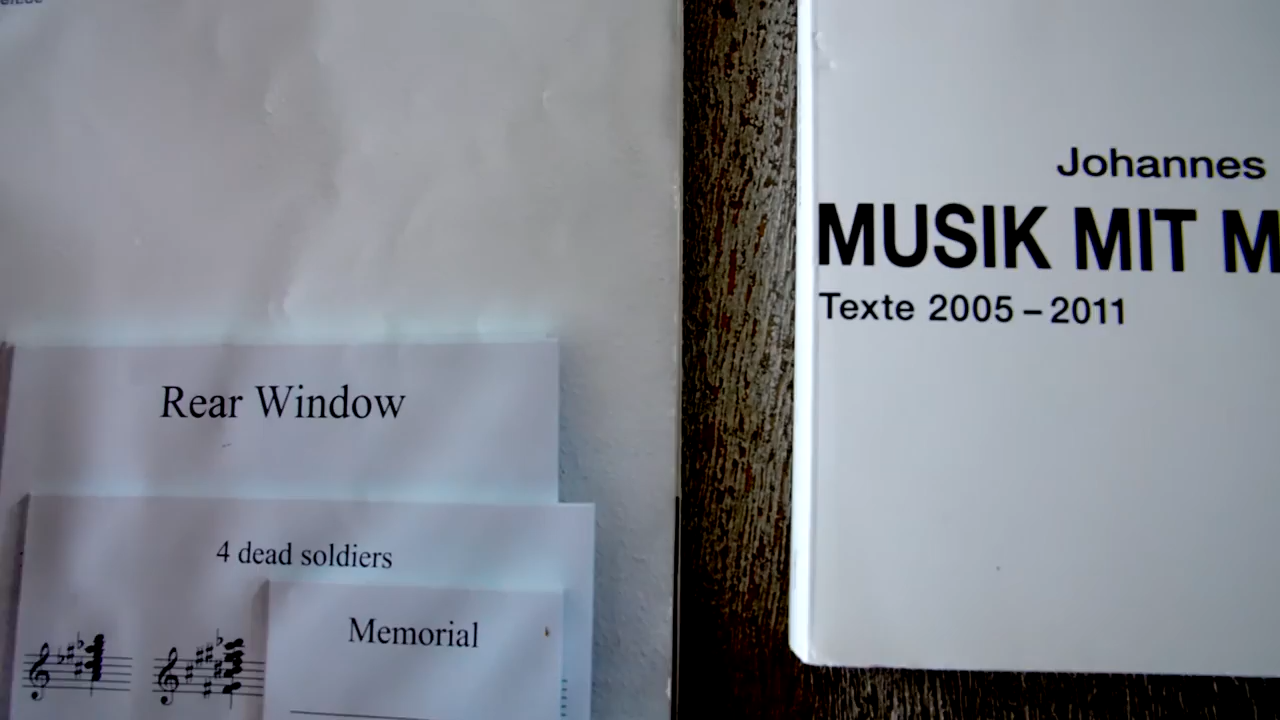 Rear Window
4 dead soldiers
Memorial
Johannes
MUSIK MIT M
Texte 2005 – 2011